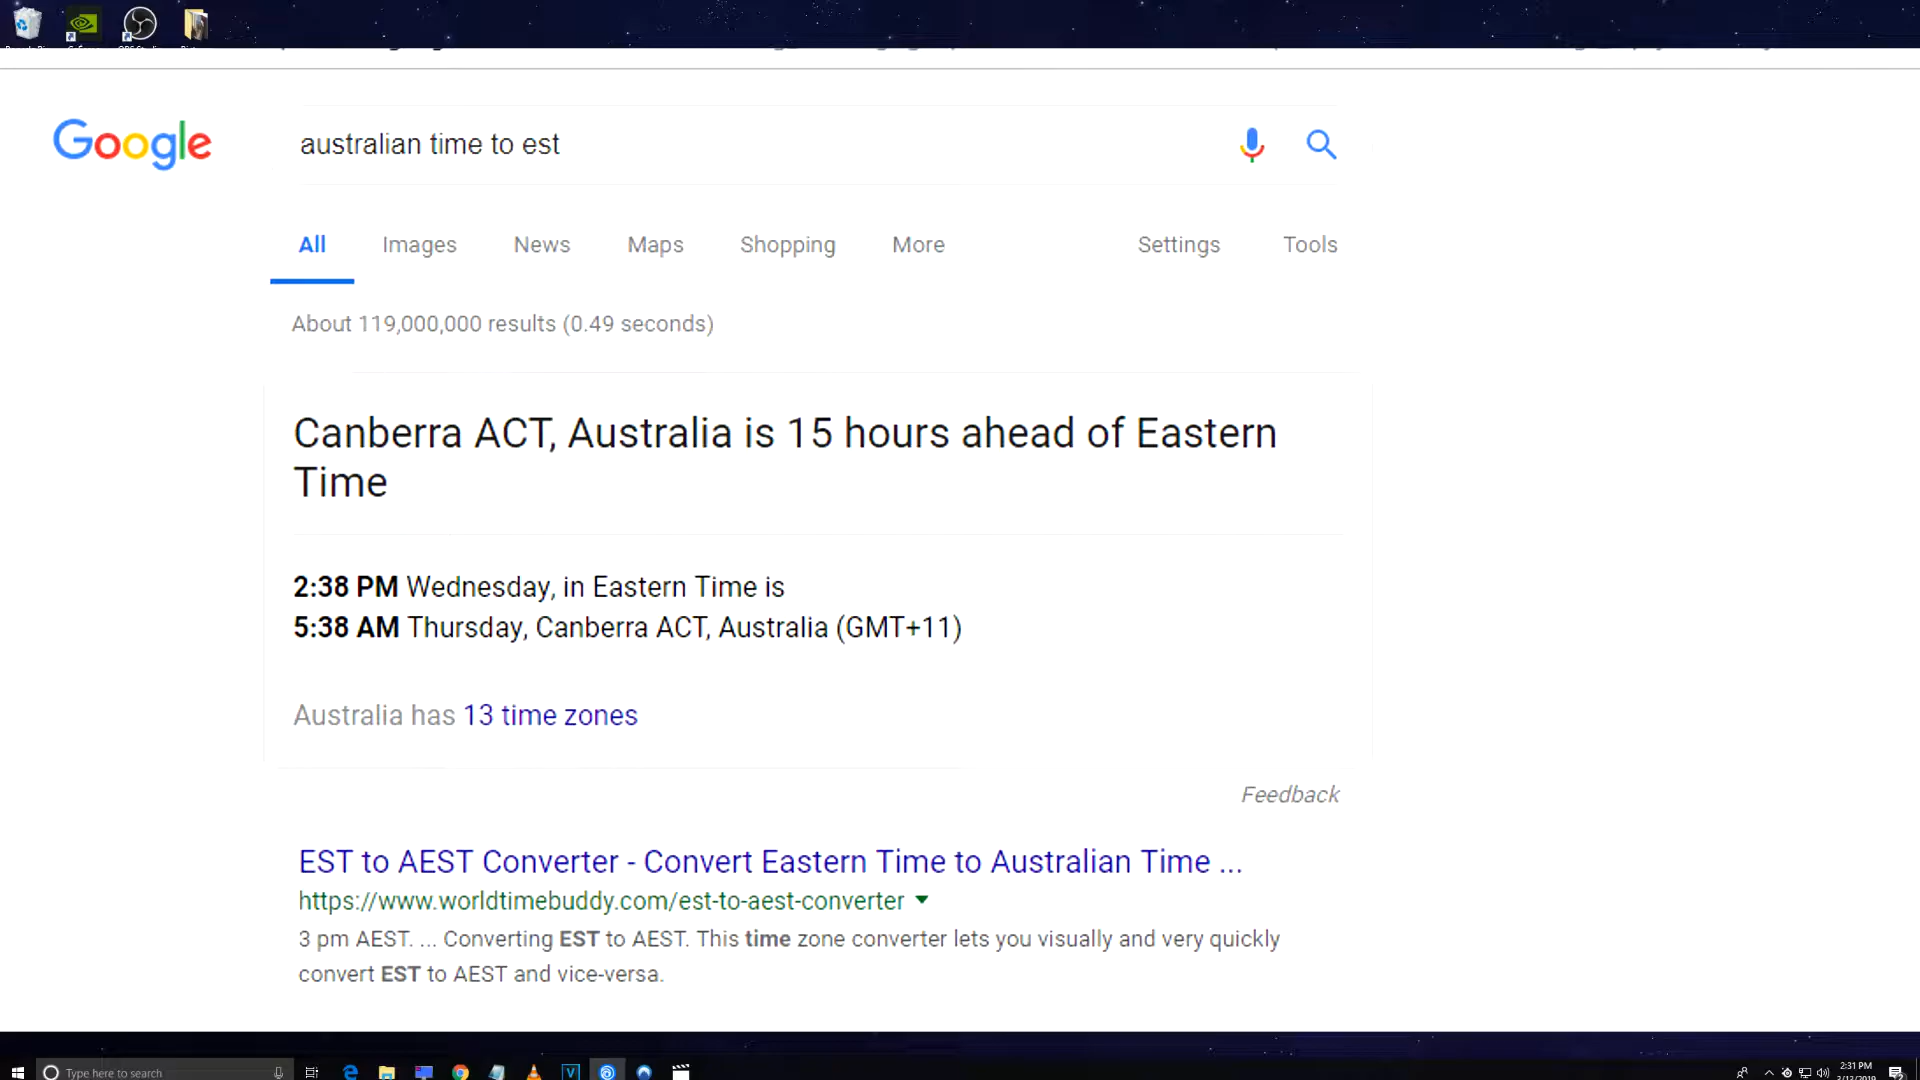 Google
australian time to est
All Images News Maps Shopping More Settings Tools
About 119,000,000 results (0.49 seconds)
Canberra ACT, Australia is 15 hours ahead of Eastern
Time
2:38 PM Wednesday, in Eastern Time is
5:38 AM Thursday, Canberra ACT, Australia (GMT+11)
Australia has 13 time zones
Feedback
EST to AEST Converter - Convert Eastern Time to Australian Time ...
https://www.worldtimebuddy.com/est-to-aest-converter
3 pm AEST. ... Converting EST to AEST. This time zone converter lets you visually and very quickly
convert EST to AEST and vice-versa.
Type here to search
V
2:31 PM